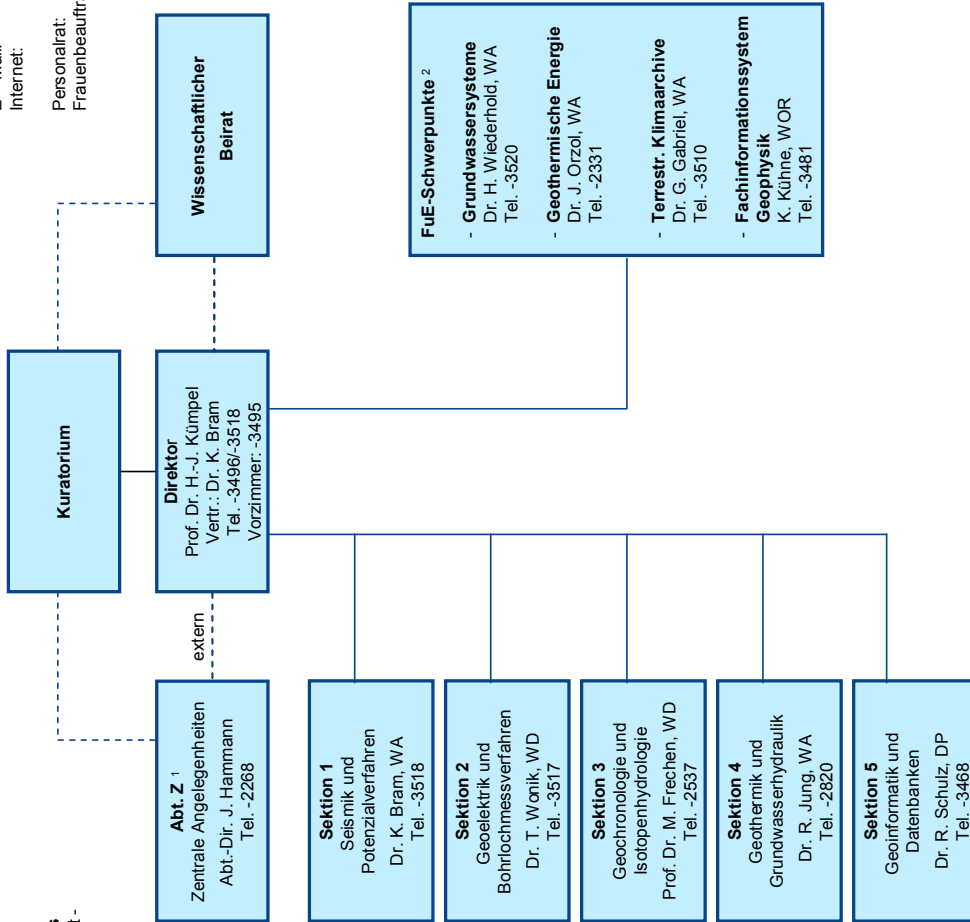 E-Mail:
Internet:
Personalrat:
Kuratorium
Wissenschaftlicher
Beirat
Direktor
Prof. Dr. H.-J. Kümpel
Vertr.: Dr. K. Bram
Tel. -3496/-3518
Vorzimmer: -3495
extern
Abt. Z ¹
Zentrale Angelegenheiten
Abt.-Dir. J. Hammann
Tel. -2268
Sektion 1
Seismik und
Potenzialverfahren
Dr. K. Bram, WA
Tel. -3518
Sektion 2
Geoelektrik und
Bohrlochmessverfahren
Dr. T. Wonik, WD
Tel. -3517
Sektion 3
Geochronologie und
Isotopenhydrologie
Prof. Dr. M. Frechen, WD
Tel. -2537
Sektion 4
Geothermik und
Grundwasserhydraulik
Dr. R. Jung, WA
Tel. -2820
Sektion 5
Geoinformatik und
Datenbanken
Dr. R. Schulz, DP
Tel. -3468
FuE-Schwerpunkte ²
- Grundwassersysteme
Dr. H. Wiederhold, WA
Tel. -3520
- Geothermische Energie
Dr. J. Orzol, WA
Tel. -2331
- Terrestr. Klimaarchive
Dr. G. Gabriel, WA
Tel. -3510
- Fachinformationssystem
Geophysik
K. Kühne, WOR
Tel. -3481